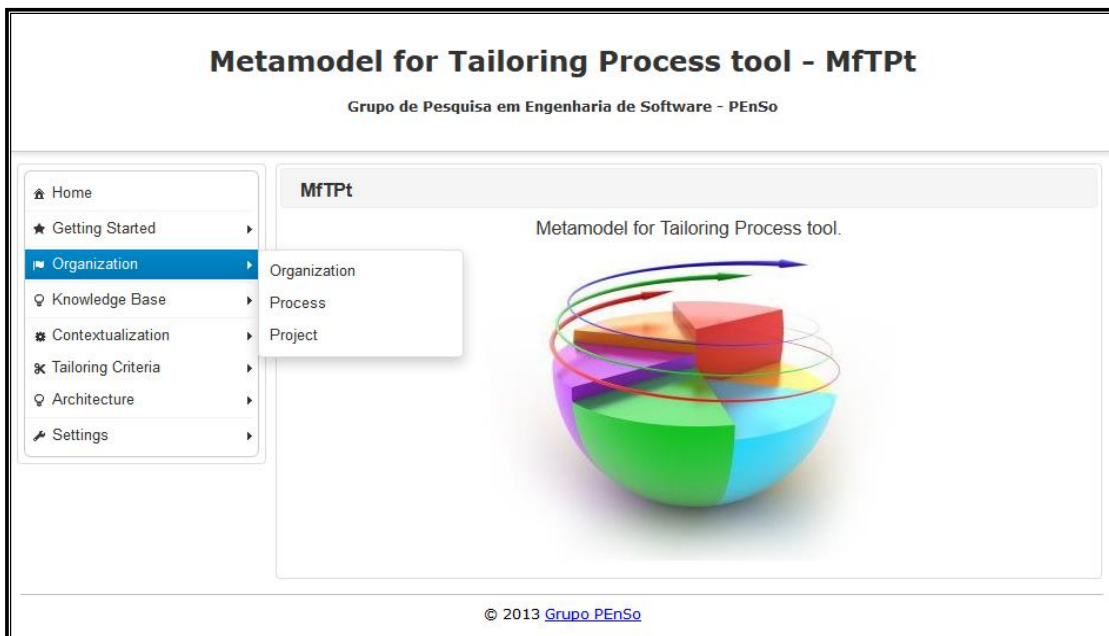 Metamodel for Tailoring Process tool - MfTPt
Grupo de Pesquisa em Engenharia de Software - PEnSo
Home
Getting Started
Organization
Knowledge Base
Contextualization
Tailoring Criteria
Architecture
Settings
Organization
Process
Project
MfTPt
Metamodel for Tailoring Process tool.
© 2013 Grupo PEnSo